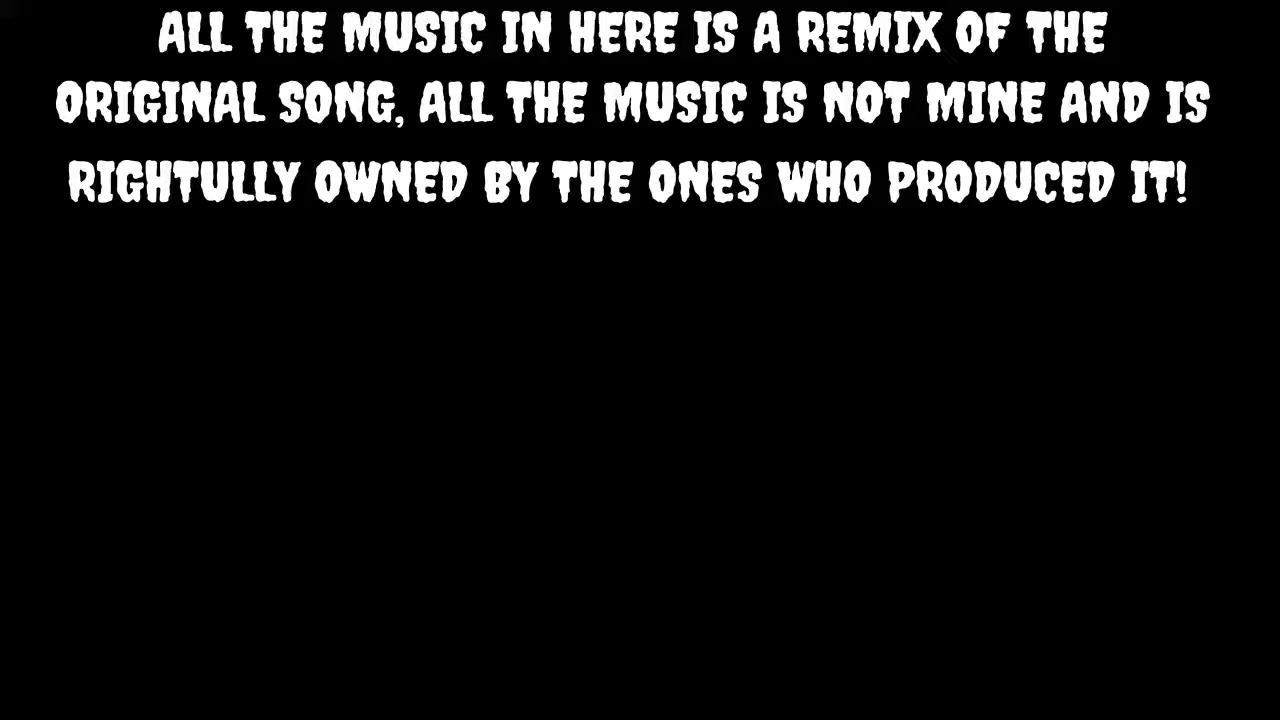 ALL THE MUSIC IN HERE IS A REMIX OF THE
ORIGINAL SONG, ALL THE MUSIC IS NOT MINE AND IS
RIGHTULLY OWNED BY THE ONES WHO PRODUCED IT!